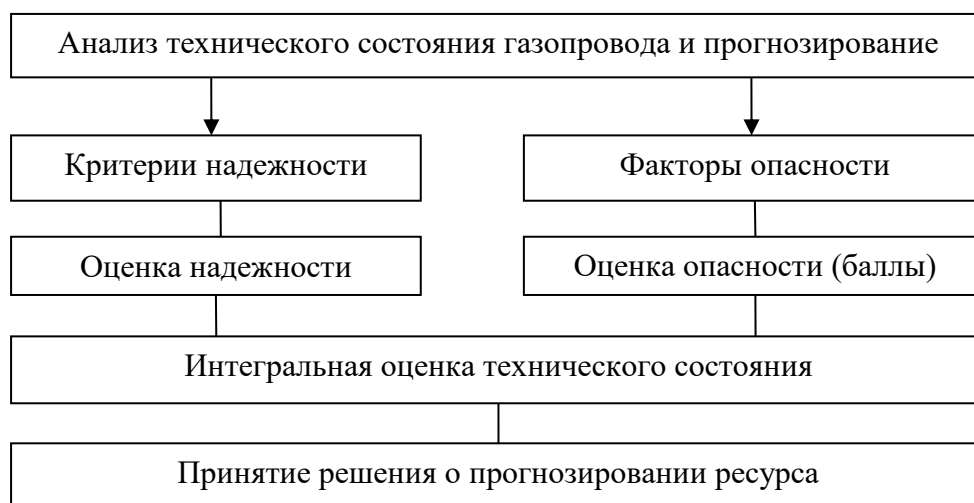 Анализ технического состояния газопровода и прогнозирование
Критерии надежности
Факторы опасности
Оценка надежности
Оценка опасности (баллы)
Интегральная оценка технического состояния
Принятие решения о прогнозировании ресурса